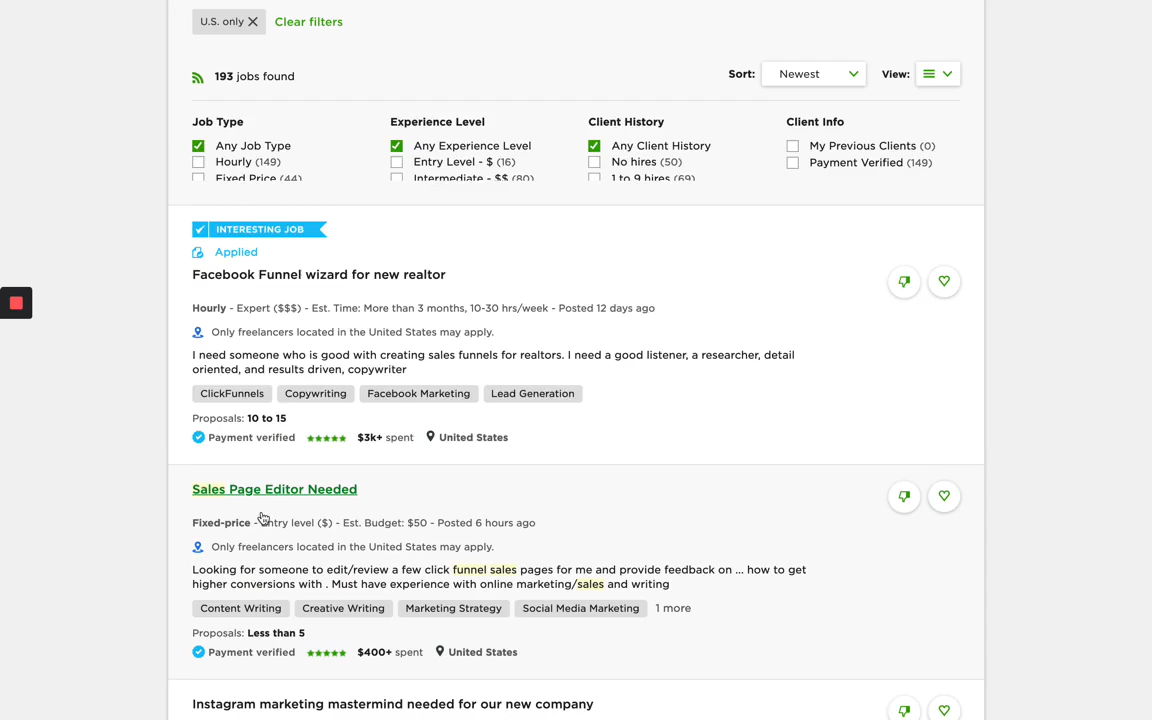 U.S. only
Clear filters
193 jobs found
Sort: Newest
View:
Job Type
Experience Level
Client History
Client Info
Any Job Type
Any Experience Level
Any Client History
My Previous Clients (0)
Hourly (149)
Entry Level - $ (16)
No hires (50)
Payment Verified (149)
Fixed Price (44)
Intermediate - $$ (80)
1 to 9 hires (69)
INTERESTING JOB
Applied
Facebook Funnel wizard for new realtor
Hourly - Expert ($$$) - Est. Time: More than 3 months, 10-30 hrs/week - Posted 12 days ago
Only freelancers located in the United States may apply.
I need someone who is good with creating sales funnels for realtors. I need a good listener, a researcher, detail
oriented, and results driven, copywriter
ClickFunnels Copywriting Facebook Marketing Lead Generation
Proposals: 10 to 15
Payment verified $3k+ spent United States
Sales Page Editor Needed
Fixed-price - Entry level ($) - Est. Budget: $50 - Posted 6 hours ago
Only freelancers located in the United States may apply.
Looking for someone to edit/review a few click funnel sales pages for me and provide feedback on ... how to get
higher conversions with . Must have experience with online marketing/sales and writing
Content Writing Creative Writing Marketing Strategy Social Media Marketing 1 more
Proposals: Less than 5
Payment verified $400+ spent United States
Instagram marketing mastermind needed for our new company